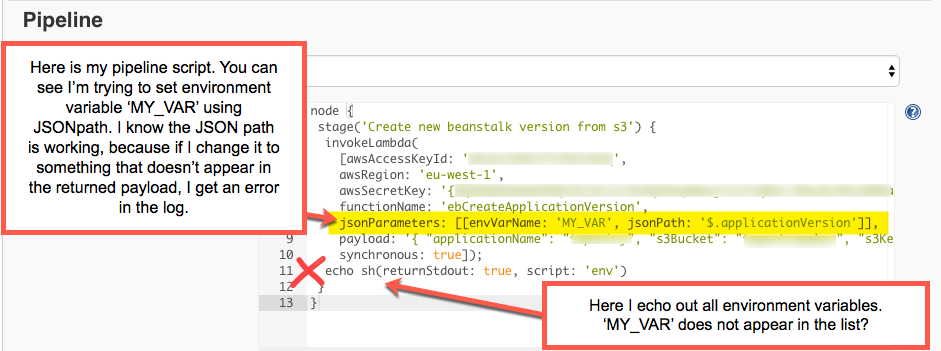 Pipeline
Here is my pipeline script. You can
see I’m trying to set environment
variable ‘MY_VAR’ using
JSONpath. I know the JSON path
is working, because if I change it to
something that doesn’t appear in
the returned payload, I get an error
in the log.
node {
stage('Create new beanstalk version from s3') {
invokeLambda(
[awsAccessKeyId: '',
awsRegion: 'eu-west-1',
awsSecretKey: '{
functionName: 'ebCreateApplicationVersion',
jsonParameters: [[envVarName: 'MY_VAR', jsonPath: '$.applicationVersion']],
9 payload: '{ "applicationName": "", "s3Bucket": "", "s3Ke
10 synchronous: true]);
11 echo sh(returnStdout: true, script: 'env')
12 }
13 }
?
Here I echo out all environment variables.
‘MY_VAR’ does not appear in the list?